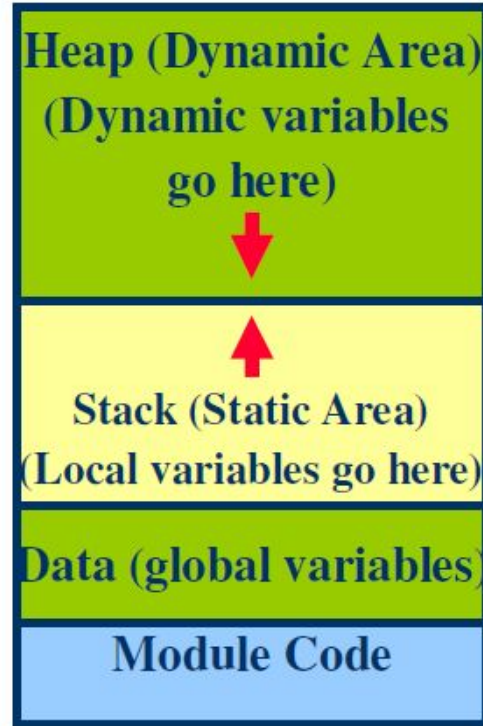 Heap (Dynamic Area)
(Dynamic variables
go here)
Stack (Static Area)
(Local variables go here)
Data (global variables)
Module Code